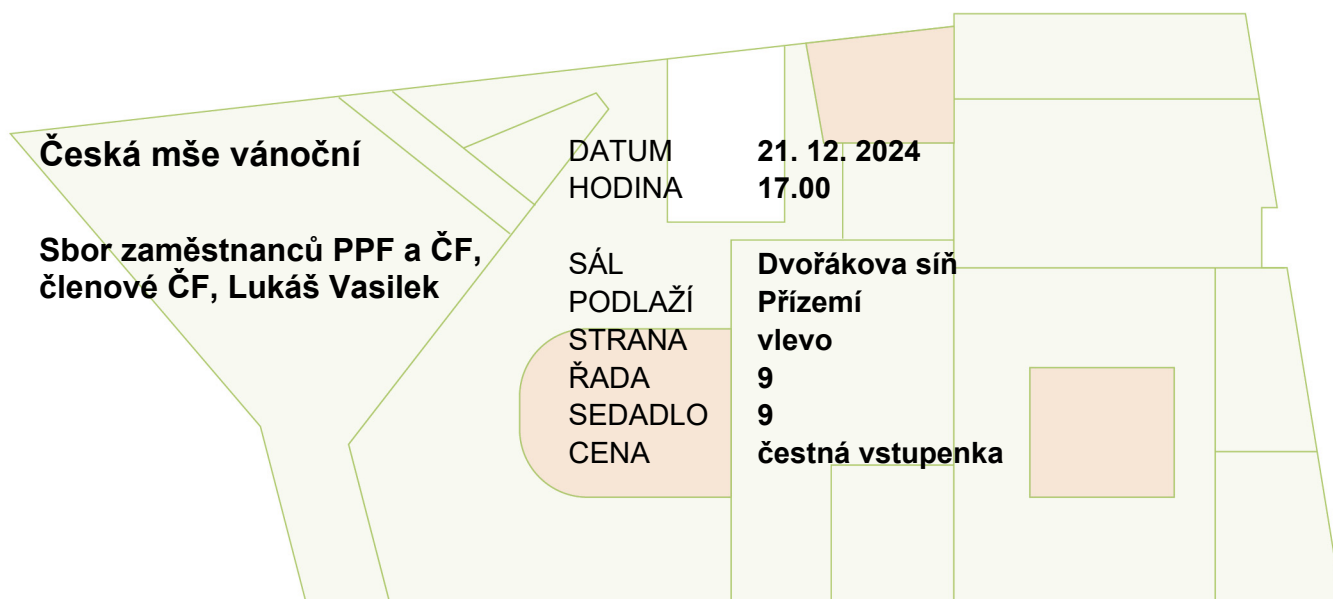 Česká mše vánoční
Sbor zaměstnanců PPF a ČF,
členové ČF, Lukáš Vasilek
DATUM 21. 12. 2024
HODINA 17.00
SÁL Dvořákova síň
PODLAŽÍ Přízemí
STRANA vlevo
ŘADA 9
SEDADLO 9
CENA čestná vstupenka